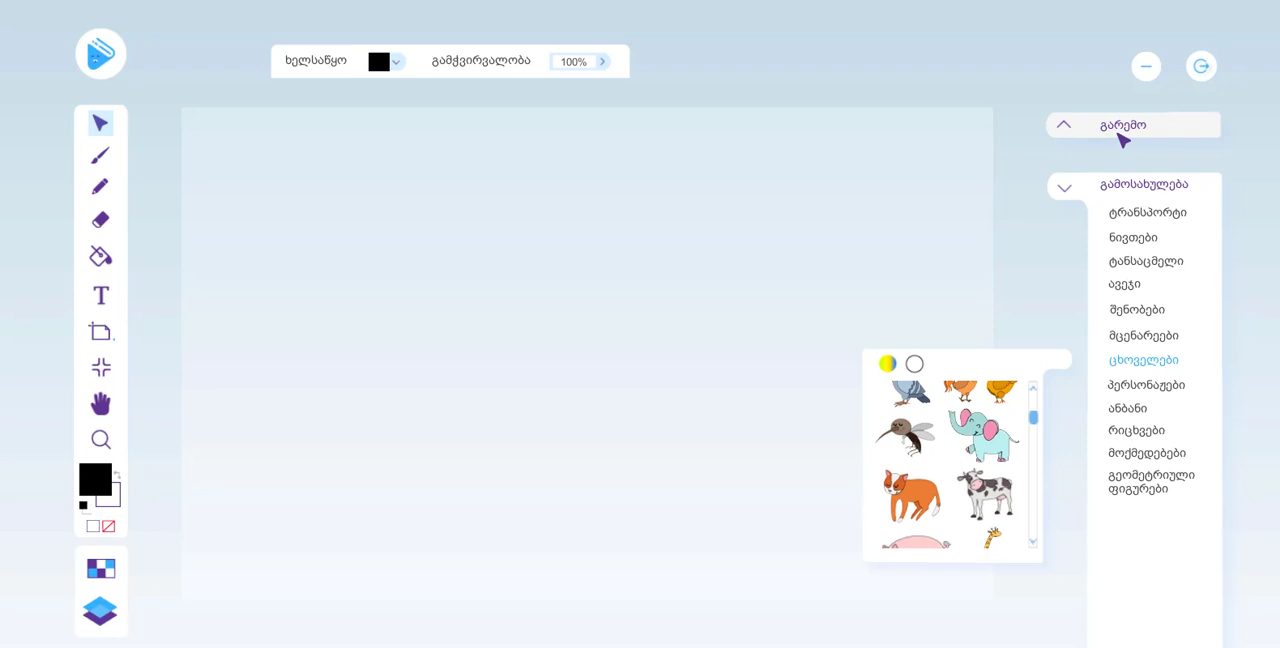 ხელსაწყო
გამჭვირვალობა
100%
გარემო
გამოსახულება
ტრანსპორტი
ნივთები
ტანსაცმელი
ავეჯი
შენობები
მცენარეები
ცხოველები
პერსონაჟები
ანბანი
რიცხვები
მოქმედებები
გეომეტრიული
ფიგურები
T